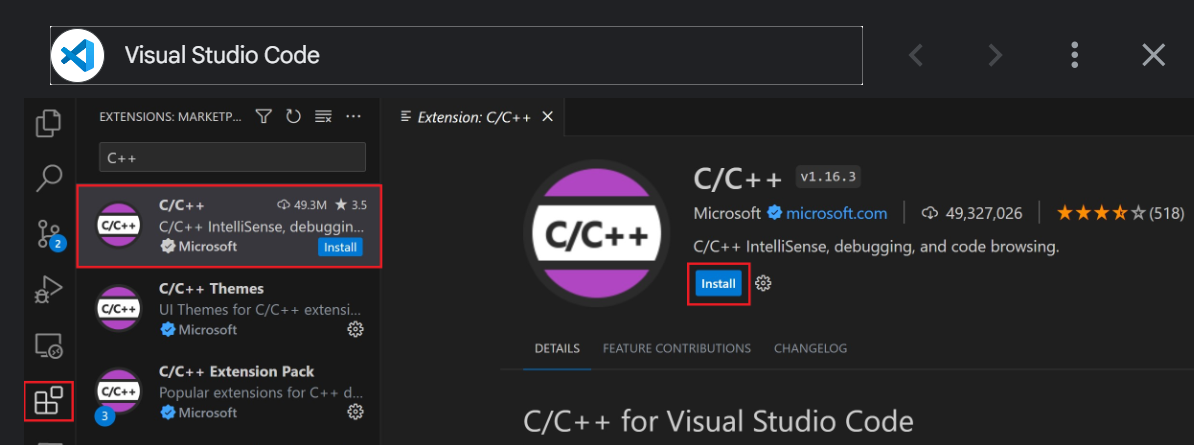 Visual Studio Code
EXTENSIONS: MARKETP...
C++
C/C++ 49.3M ★ 3.5
C/C++
C/C++ IntelliSense, debuggin...
Microsoft Install
C/C++ Themes
C/C++
UI Themes for C/C++ extensi...
Microsoft
C/C++ Extension Pack
C/C++
Popular extensions for C++ d...
3
Microsoft
2
Extension: C/C++
C/C++
C/C++ v1.16.3
Microsoft microsoft.com | 49,327,026 | (518)
C/C++ IntelliSense, debugging, and code browsing.
Install
DETAILS FEATURE CONTRIBUTIONS CHANGELOG
C/C++ for Visual Studio Code